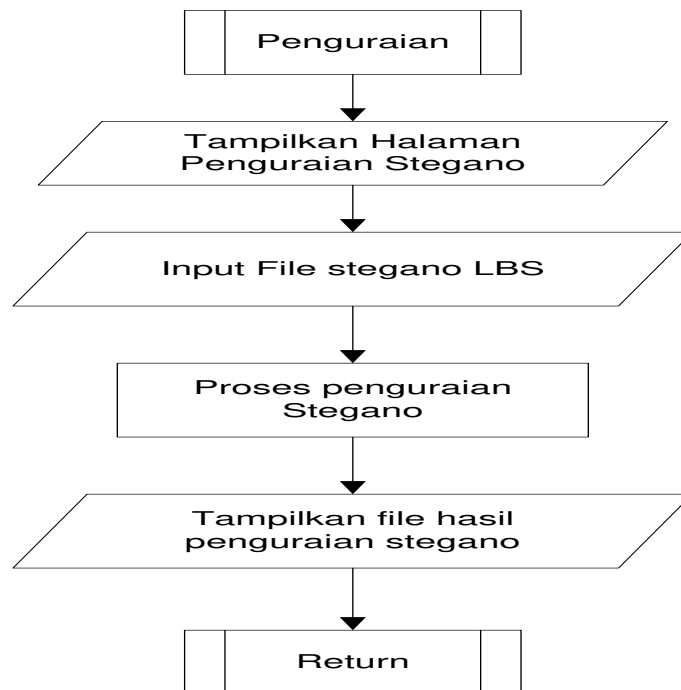 Penguraian
Tampilkan Halaman
Penguraian Stegano
Input File stegano LBS
Proses penguraian
Stegano
Tampilkan file hasil
penguraian stegano
Return